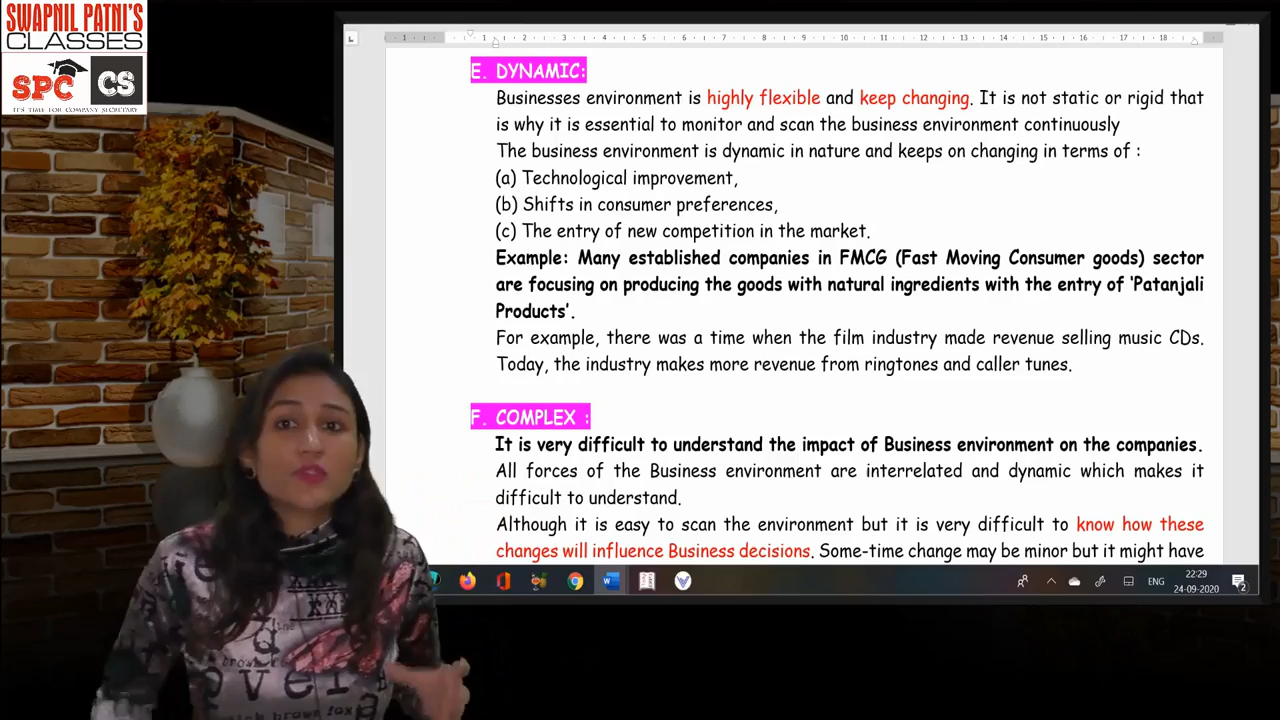 SWAPNIL PATNI'S
CLASSES
SPC CS
IT'S TIME FOR COMPANY SECRETARY
E. DYNAMIC:
Businesses environment is highly flexible and keep changing. It is not static or rigid that
is why it is essential to monitor and scan the business environment continuously
The business environment is dynamic in nature and keeps on changing in terms of :
(a) Technological improvement,
(b) Shifts in consumer preferences,
(c) The entry of new competition in the market.
Example: Many established companies in FMCG (Fast Moving Consumer goods) sector
are focusing on producing the goods with natural ingredients with the entry of ‘Patanjali
Products’.
For example, there was a time when the film industry made revenue selling music CDs.
Today, the industry makes more revenue from ringtones and caller tunes.
F. COMPLEX :
It is very difficult to understand the impact of Business environment on the companies.
All forces of the Business environment are interrelated and dynamic which makes it
difficult to understand.
Although it is easy to scan the environment but it is very difficult to know how these
changes will influence Business decisions. Some-time change may be minor but it might have
ENG
22:29
24-09-2020
2